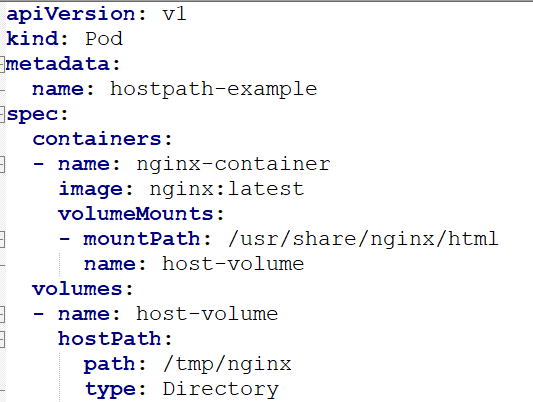 apiVersion: v1
kind: Pod
metadata:
  name: hostpath-example
spec:
  containers:
  - name: nginx-container
    image: nginx:latest
    volumeMounts:
    - mountPath: /usr/share/nginx/html
      name: host-volume
  volumes:
  - name: host-volume
    hostPath:
      path: /tmp/nginx
      type: Directory